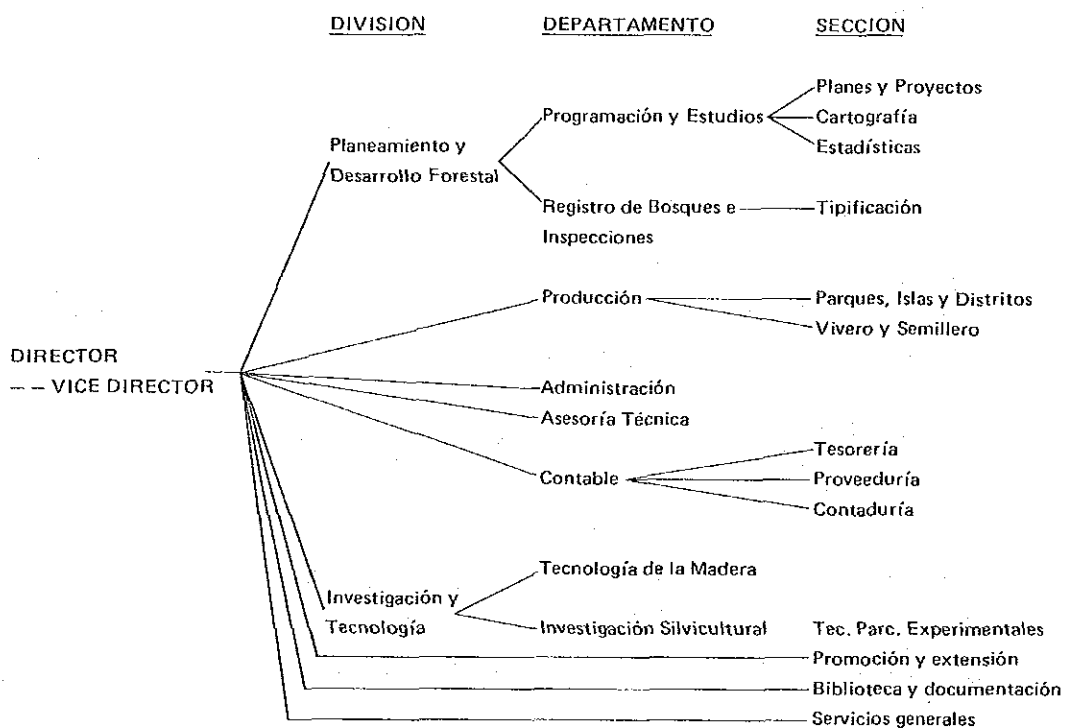 DIVISION DEPARTAMENTO SECCION
Planes y Proyectos
Programación y Estudios Cartografía
Planeamiento y Estadísticas
Desarrollo Forestal
Registro de Bosques e Tipificación
Inspecciones
Producción Parques, Islas y Distritos
Vivero y Semillero
DIRECTOR
-- VICE DIRECTOR Administración
Asesoría Técnica
Tesorería
Contable Proveeduría
Contaduría
Tecnología de la Madera
Investigación y
Tecnología Investigación Silvicultural Tec. Parc. Experimentales
Promoción y extensión
Biblioteca y documentación
Servicios generales